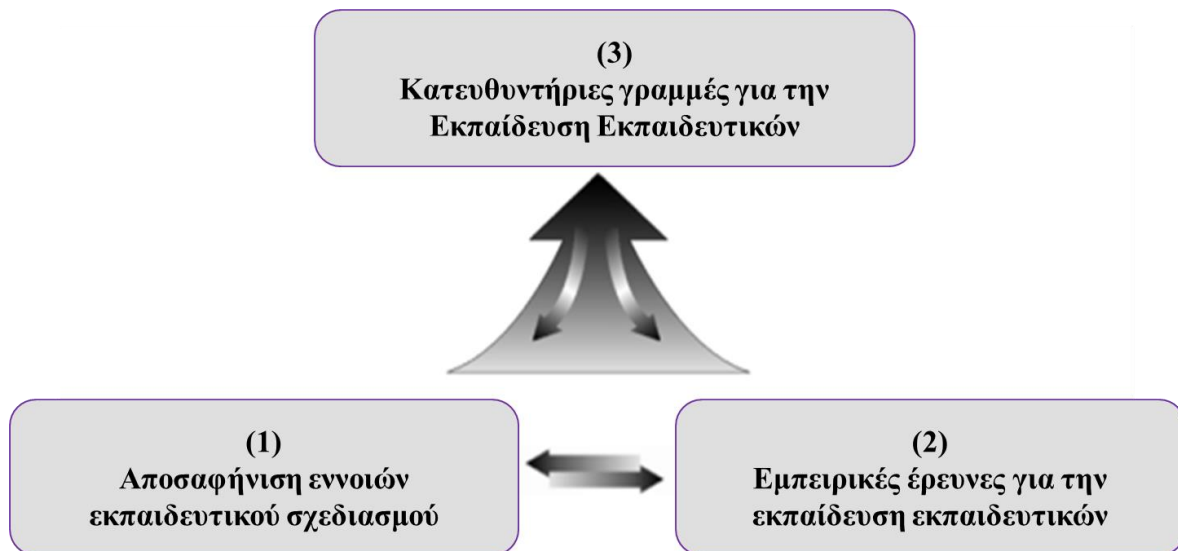 (3)
Κατευθυντήριες γραμμές για την
Εκπαίδευση Εκπαιδευτικών
(1)
Αποσαφήνιση εννοιών
εκπαιδευτικού σχεδιασμού
(2)
Εμπειρικές έρευνες για την
εκπαίδευση εκπαιδευτικών